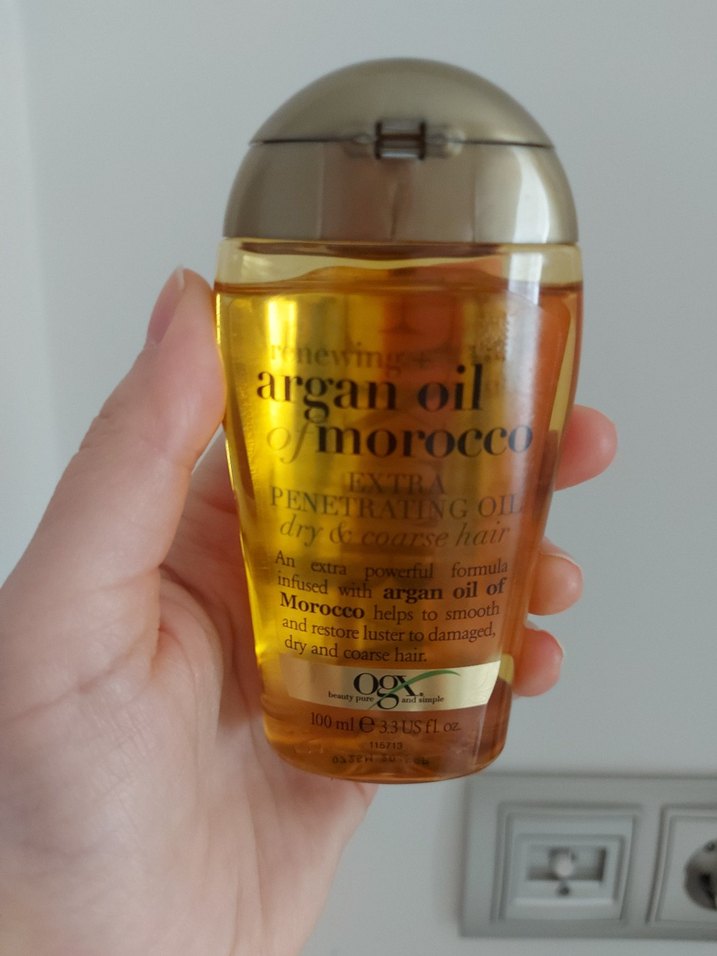 renewing +
argan oil
of morocco
EXTRA
PENETRATING OIL
dry & coarse hair
An extra powerful formula
infused with argan oil of
Morocco helps to smooth
and restore luster to damaged,
dry and coarse hair.
ogx
beauty pure and simple
100 ml ℮ 3.3 US fl. oz.
115713